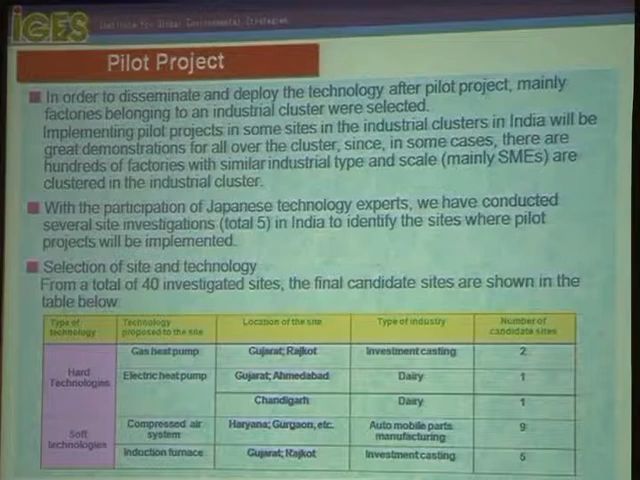 IGES Institute for Global Environmental Strategies
Pilot Project
In order to disseminate and deploy the technology after pilot project, mainly
factories belonging to an industrial cluster were selected.
Implementing pilot projects in some sites in the industrial clusters in India will be
great demonstrations for all over the cluster, since, in some cases, there are
hundreds of factories with similar industrial type and scale (mainly SMEs) are
clustered in the industrial cluster.
With the participation of Japanese technology experts, we have conducted
several site investigations (total 5) in India to identify the sites where pilot
projects will be implemented.
Selection of site and technology
From a total of 40 investigated sites, the final candidate sites are shown in the
table below
Type of technology Technology proposed to the site Location of the site Type of industry Number of candidate sites
Hard Technologies
Gas heat pump Gujarat; Rajkot Investment casting 2
Electric heat pump Gujarat; Ahmedabad Dairy 1
Chandigarh Dairy 1
Soft technologies
Compressed air system Haryana; Gurgaon, etc. Auto mobile parts manufacturing 9
Induction furnace Gujarat; Rajkot Investment casting 5